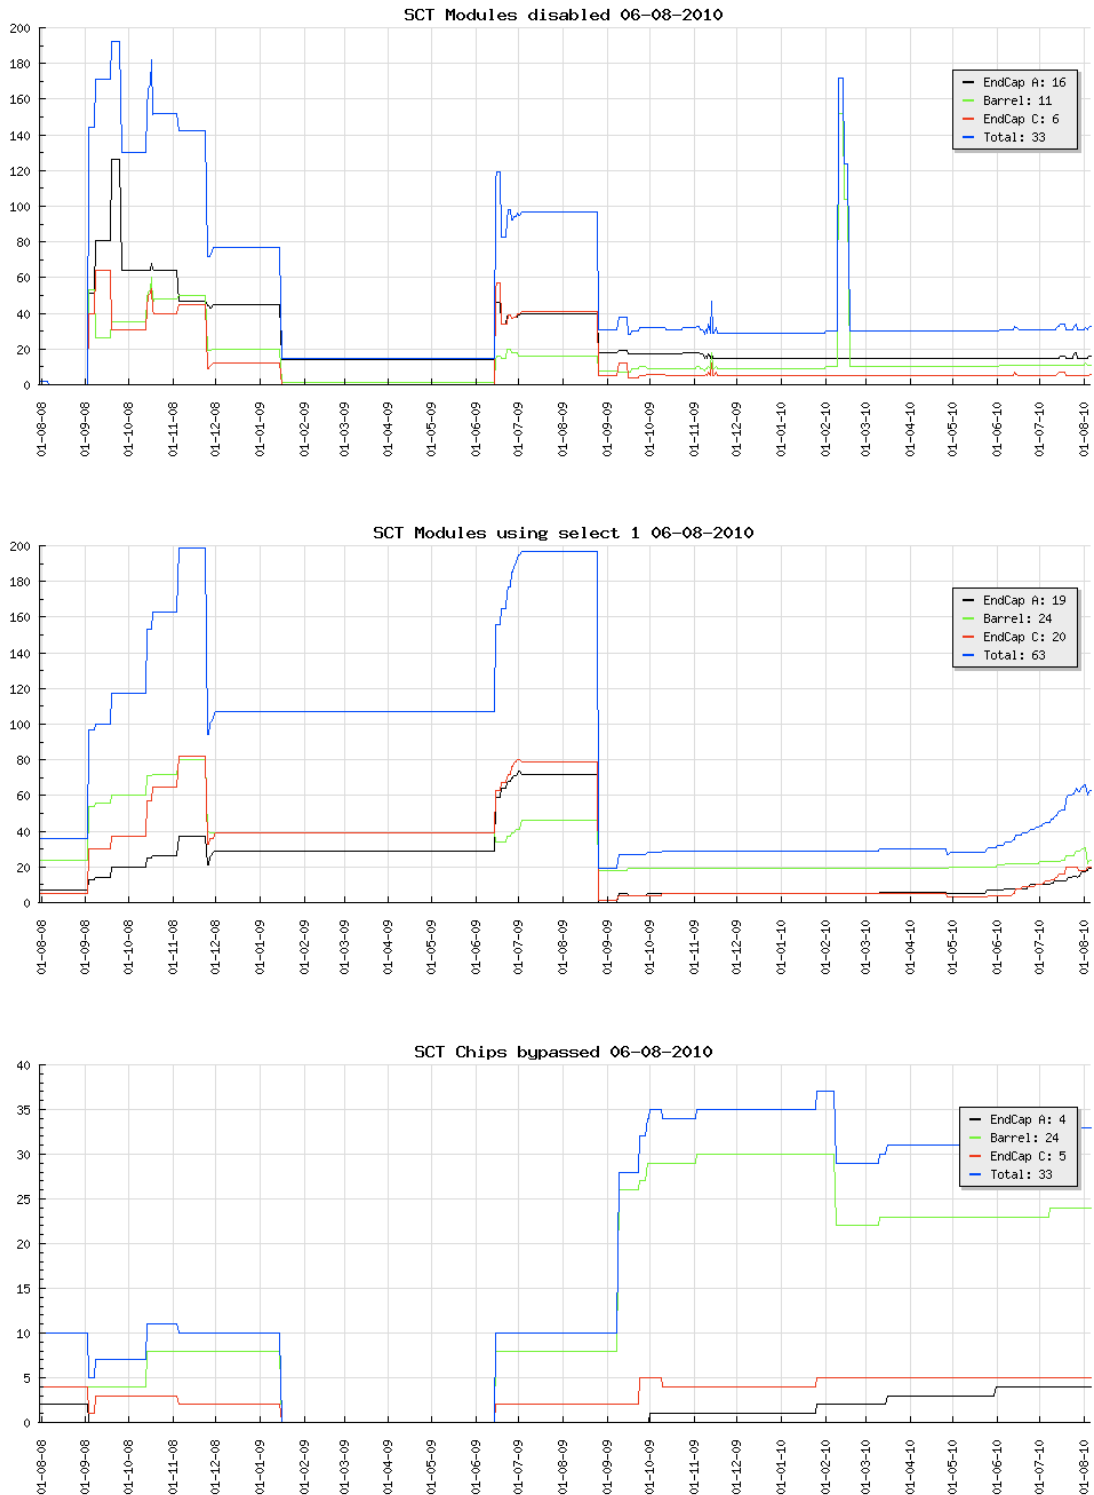 SCT Modules disabled 06-08-2010
200
180
160
140
120
100
80
60
40
20
0
EndCap A: 16
Barrel: 11
EndCap C: 6
Total: 33
01-08-08 01-09-08 01-10-08 01-11-08 01-12-08 01-01-09 01-02-09 01-03-09 01-04-09 01-05-09 01-06-09 01-07-09 01-08-09 01-09-09 01-10-09 01-11-09 01-12-09 01-01-10 01-02-10 01-03-10 01-04-10 01-05-10 01-06-10 01-07-10 01-08-10
SCT Modules using select 1 06-08-2010
200
180
160
140
120
100
80
60
40
20
0
EndCap A: 19
Barrel: 24
EndCap C: 20
Total: 63
01-08-08 01-09-08 01-10-08 01-11-08 01-12-08 01-01-09 01-02-09 01-03-09 01-04-09 01-05-09 01-06-09 01-07-09 01-08-09 01-09-09 01-10-09 01-11-09 01-12-09 01-01-10 01-02-10 01-03-10 01-04-10 01-05-10 01-06-10 01-07-10 01-08-10
SCT Chips bypassed 06-08-2010
40
35
30
25
20
15
10
5
0
EndCap A: 4
Barrel: 24
EndCap C: 5
Total: 33
01-08-08 01-09-08 01-10-08 01-11-08 01-12-08 01-01-09 01-02-09 01-03-09 01-04-09 01-05-09 01-06-09 01-07-09 01-08-09 01-09-09 01-10-09 01-11-09 01-12-09 01-01-10 01-02-10 01-03-10 01-04-10 01-05-10 01-06-10 01-07-10 01-08-10